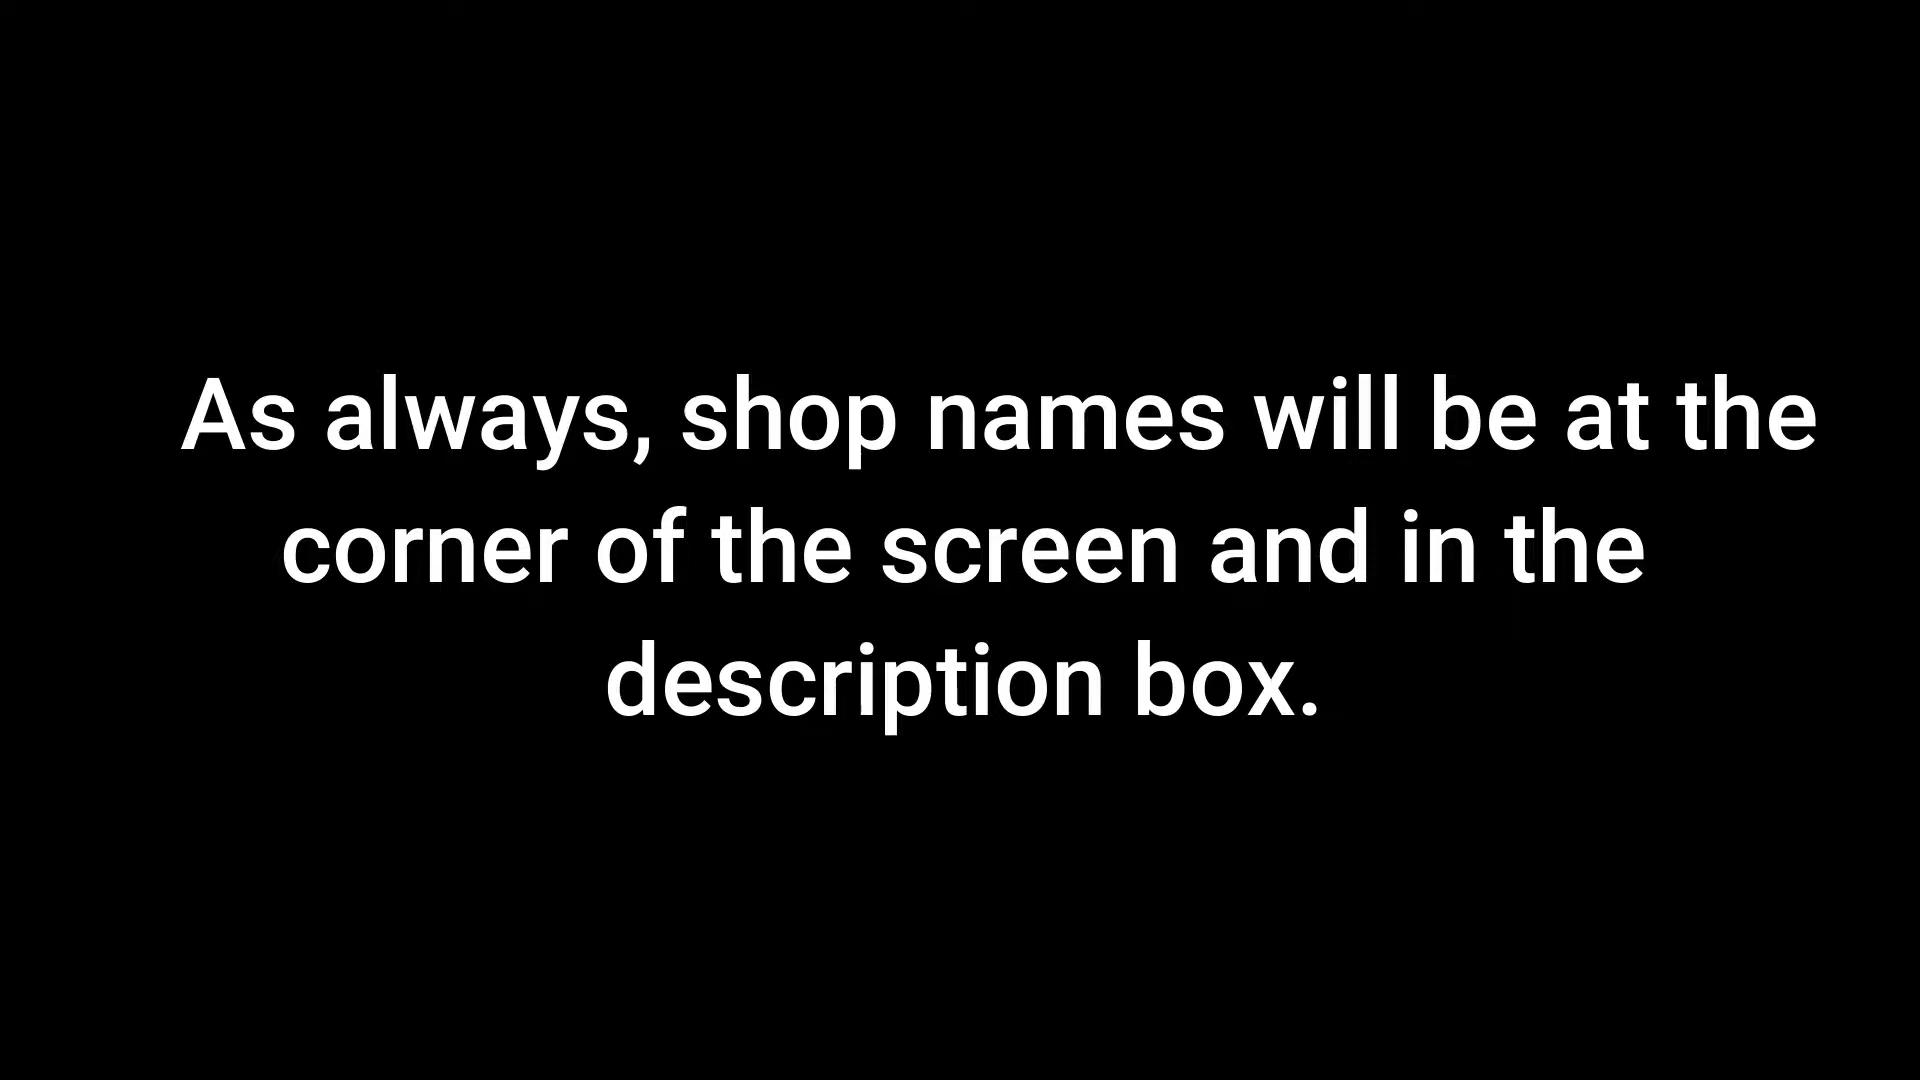 As always, shop names will be at the
corner of the screen and in the
description box.